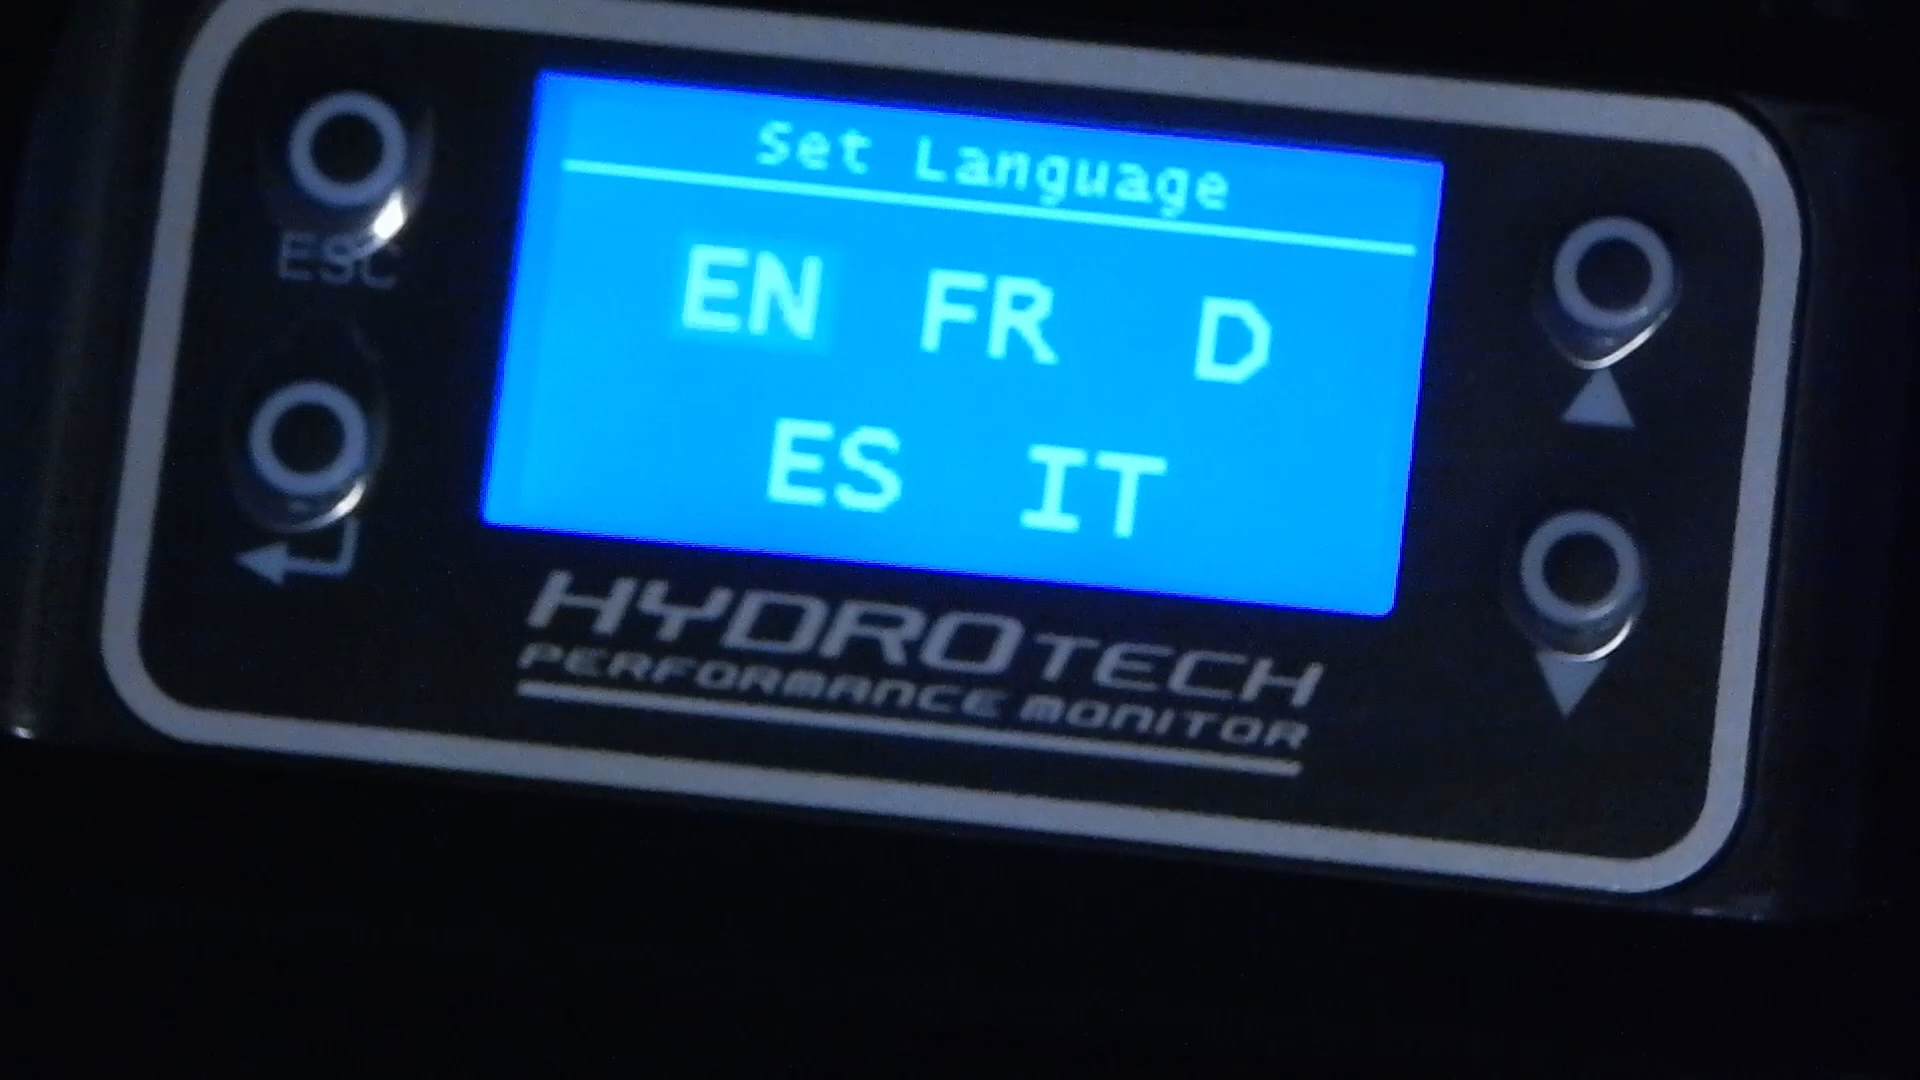 Set Language
EN FR D
ES IT
ESC
HYDROTECH
PERFORMANCE MONITOR